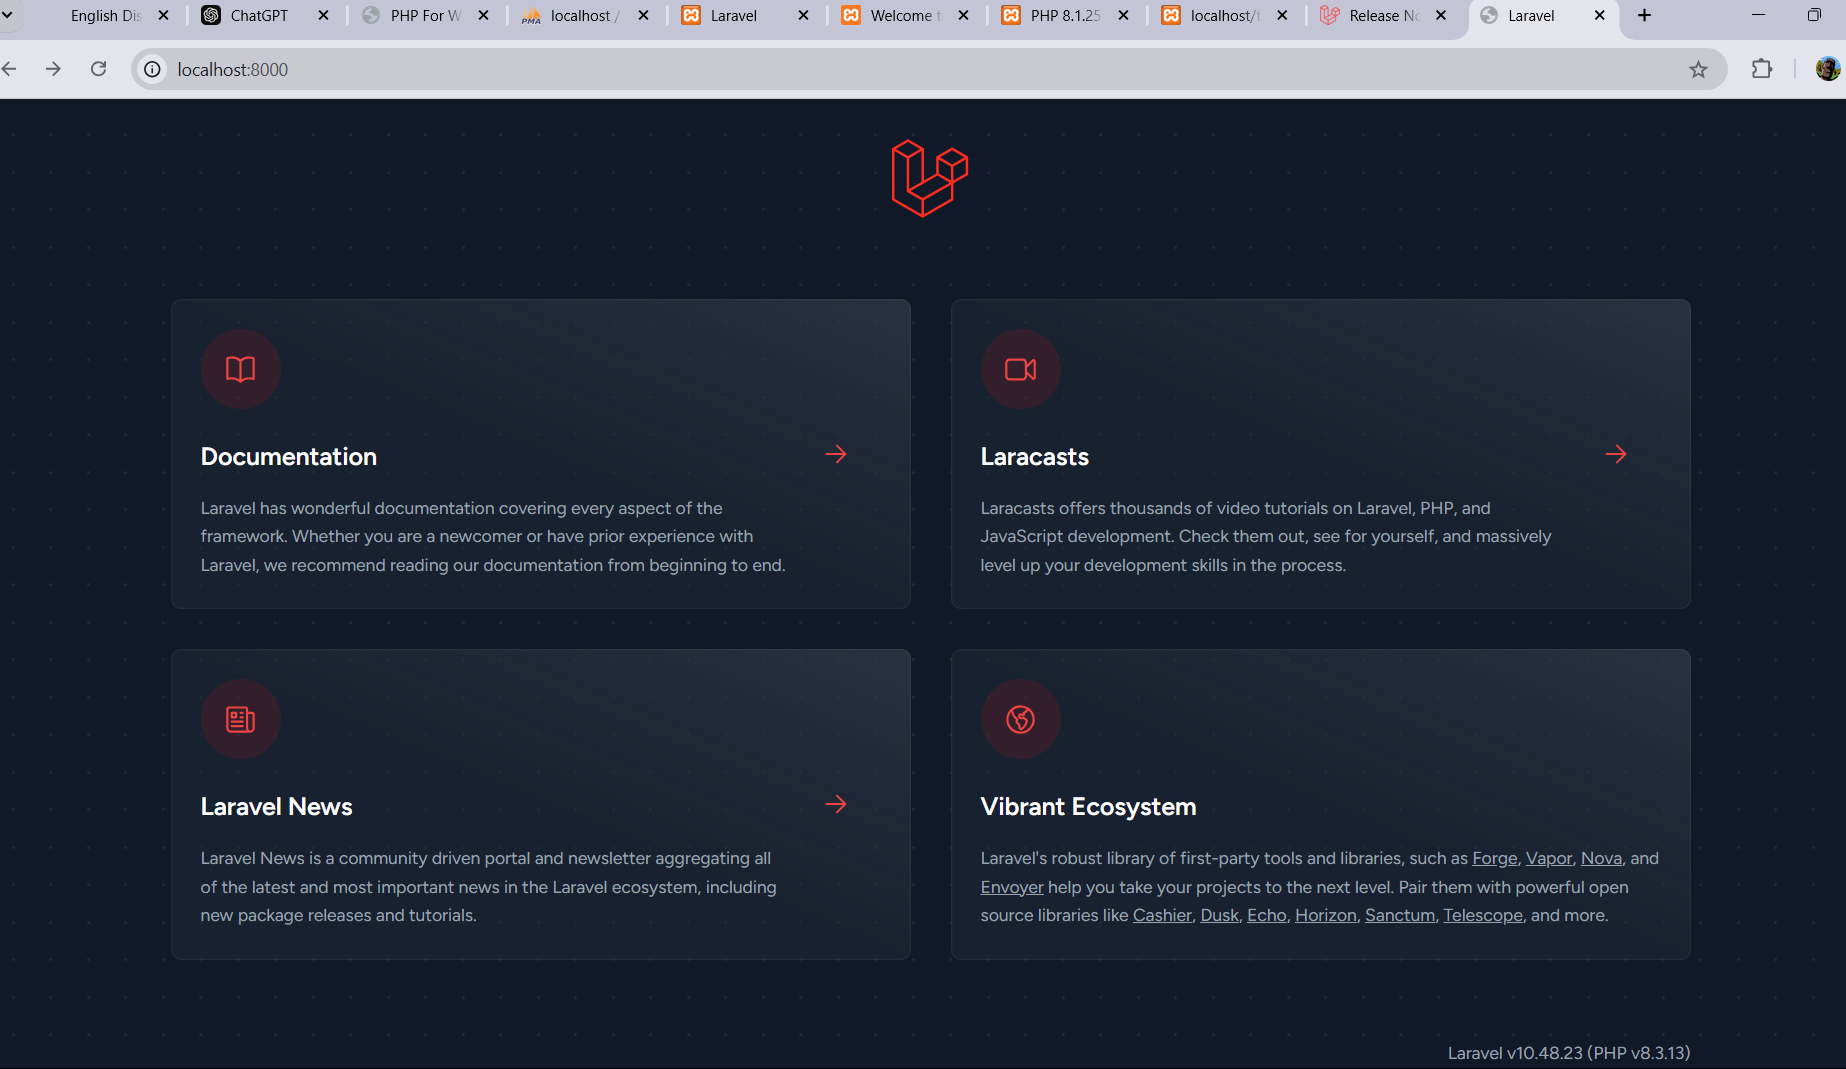 English Dis
ChatGPT
PHP For W
PMA
localhost /
Laravel
Welcome t
PHP 8.1.25
localhost/t
Release No
Laravel
localhost:8000
Documentation
Laravel has wonderful documentation covering every aspect of the
framework. Whether you are a newcomer or have prior experience with
Laravel, we recommend reading our documentation from beginning to end.
Laracasts
Laracasts offers thousands of video tutorials on Laravel, PHP, and
JavaScript development. Check them out, see for yourself, and massively
level up your development skills in the process.
Laravel News
Laravel News is a community driven portal and newsletter aggregating all
of the latest and most important news in the Laravel ecosystem, including
new package releases and tutorials.
Vibrant Ecosystem
Laravel's robust library of first-party tools and libraries, such as Forge, Vapor, Nova, and
Envoyer help you take your projects to the next level. Pair them with powerful open
source libraries like Cashier, Dusk, Echo, Horizon, Sanctum, Telescope, and more.
Laravel v10.48.23 (PHP v8.3.13)